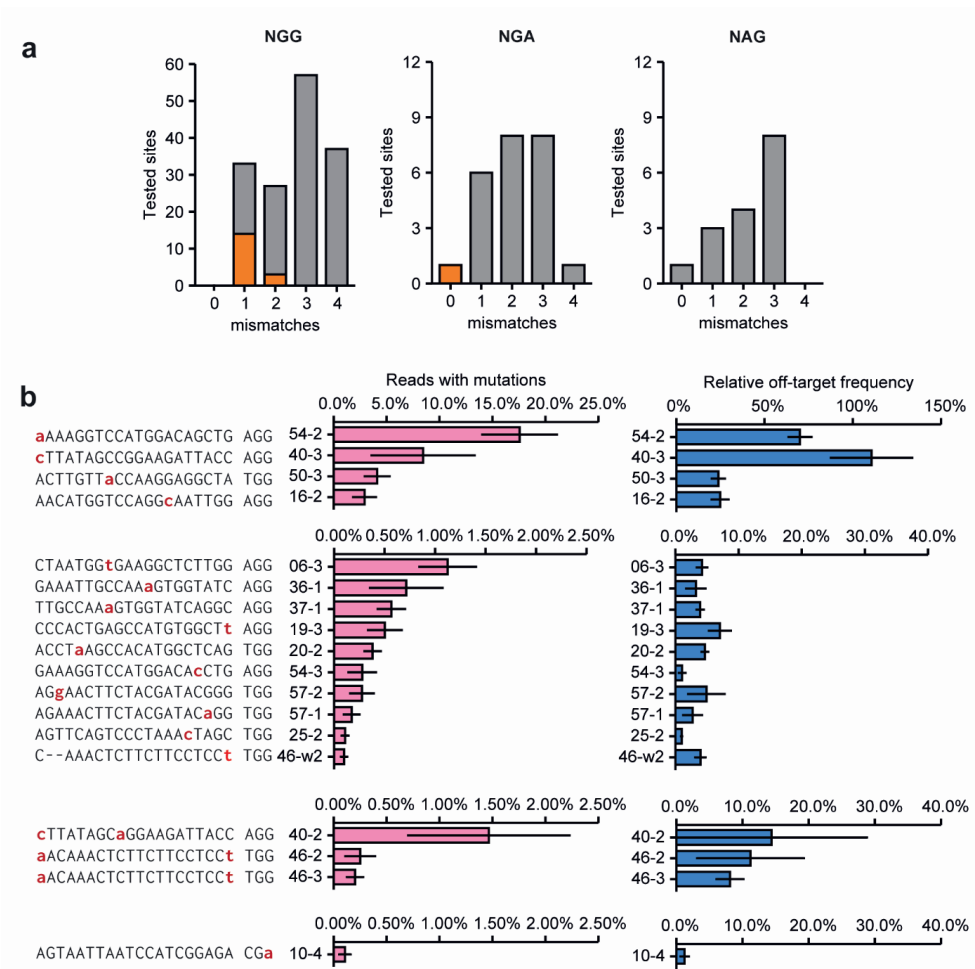 a
NGG
NGA
NAG
60
50
40
30
20
10
0
Tested sites
0 1 2 3 4
mismatches
12
9
6
3
0
Tested sites
0 1 2 3 4
mismatches
12
9
6
3
0
Tested sites
0 1 2 3 4
mismatches
b
Reads with mutations
Relative off-target frequency
0.0% 5.0% 10.0% 15.0% 20.0% 25.0%
0% 50% 100% 150%
aAAAGGTCCATGGACAGCTG AGG 54-2 54-2
cTTATAGCCGGAAGATTACC AGG 40-3 40-3
ACTTGTTaCCAAGGAGGCTA TGG 50-3 50-3
AACATGGTCCAGGcAATTGG AGG 16-2 16-2
0.00% 0.50% 1.00% 1.50% 2.00% 2.50%
0.0% 10.0% 20.0% 30.0% 40.0%
CTAATGGtGAAGGCTCTTGG AGG 06-3 06-3
GAAATTGCCAAaGTGGTATC AGG 36-1 36-1
TTGCCAAaGTGGTATCAGGC AGG 37-1 37-1
CCCACTGAGCCATGTGGCTt AGG 19-3 19-3
ACCTaAGCCACATGGCTCAG TGG 20-2 20-2
GAAAGGTCCATGGACAcCTG AGG 54-3 54-3
AGgAACTTCTACGATACGGG TGG 57-2 57-2
AGAAACTTCTACGATACaGG TGG 57-1 57-1
AGTTCAGTCCCTAAAcTAGC TGG 25-2 25-2
C--AAACTCTTCTTCCTCCt TGG 46-w2 46-w2
0.00% 0.50% 1.00% 1.50% 2.00% 2.50%
0.0% 10.0% 20.0% 30.0% 40.0%
cTTATAGCaGGAAGATTACC AGG 40-2 40-2
aACAAACTCTTCTTCCTCCt TGG 46-2 46-2
aACAAACTCTTCTTCCTCCt TGG 46-3 46-3
0.00% 0.50% 1.00% 1.50% 2.00% 2.50%
0.0% 10.0% 20.0% 30.0% 40.0%
AGTAATTAATCCATCGGAGA CGa 10-4 10-4